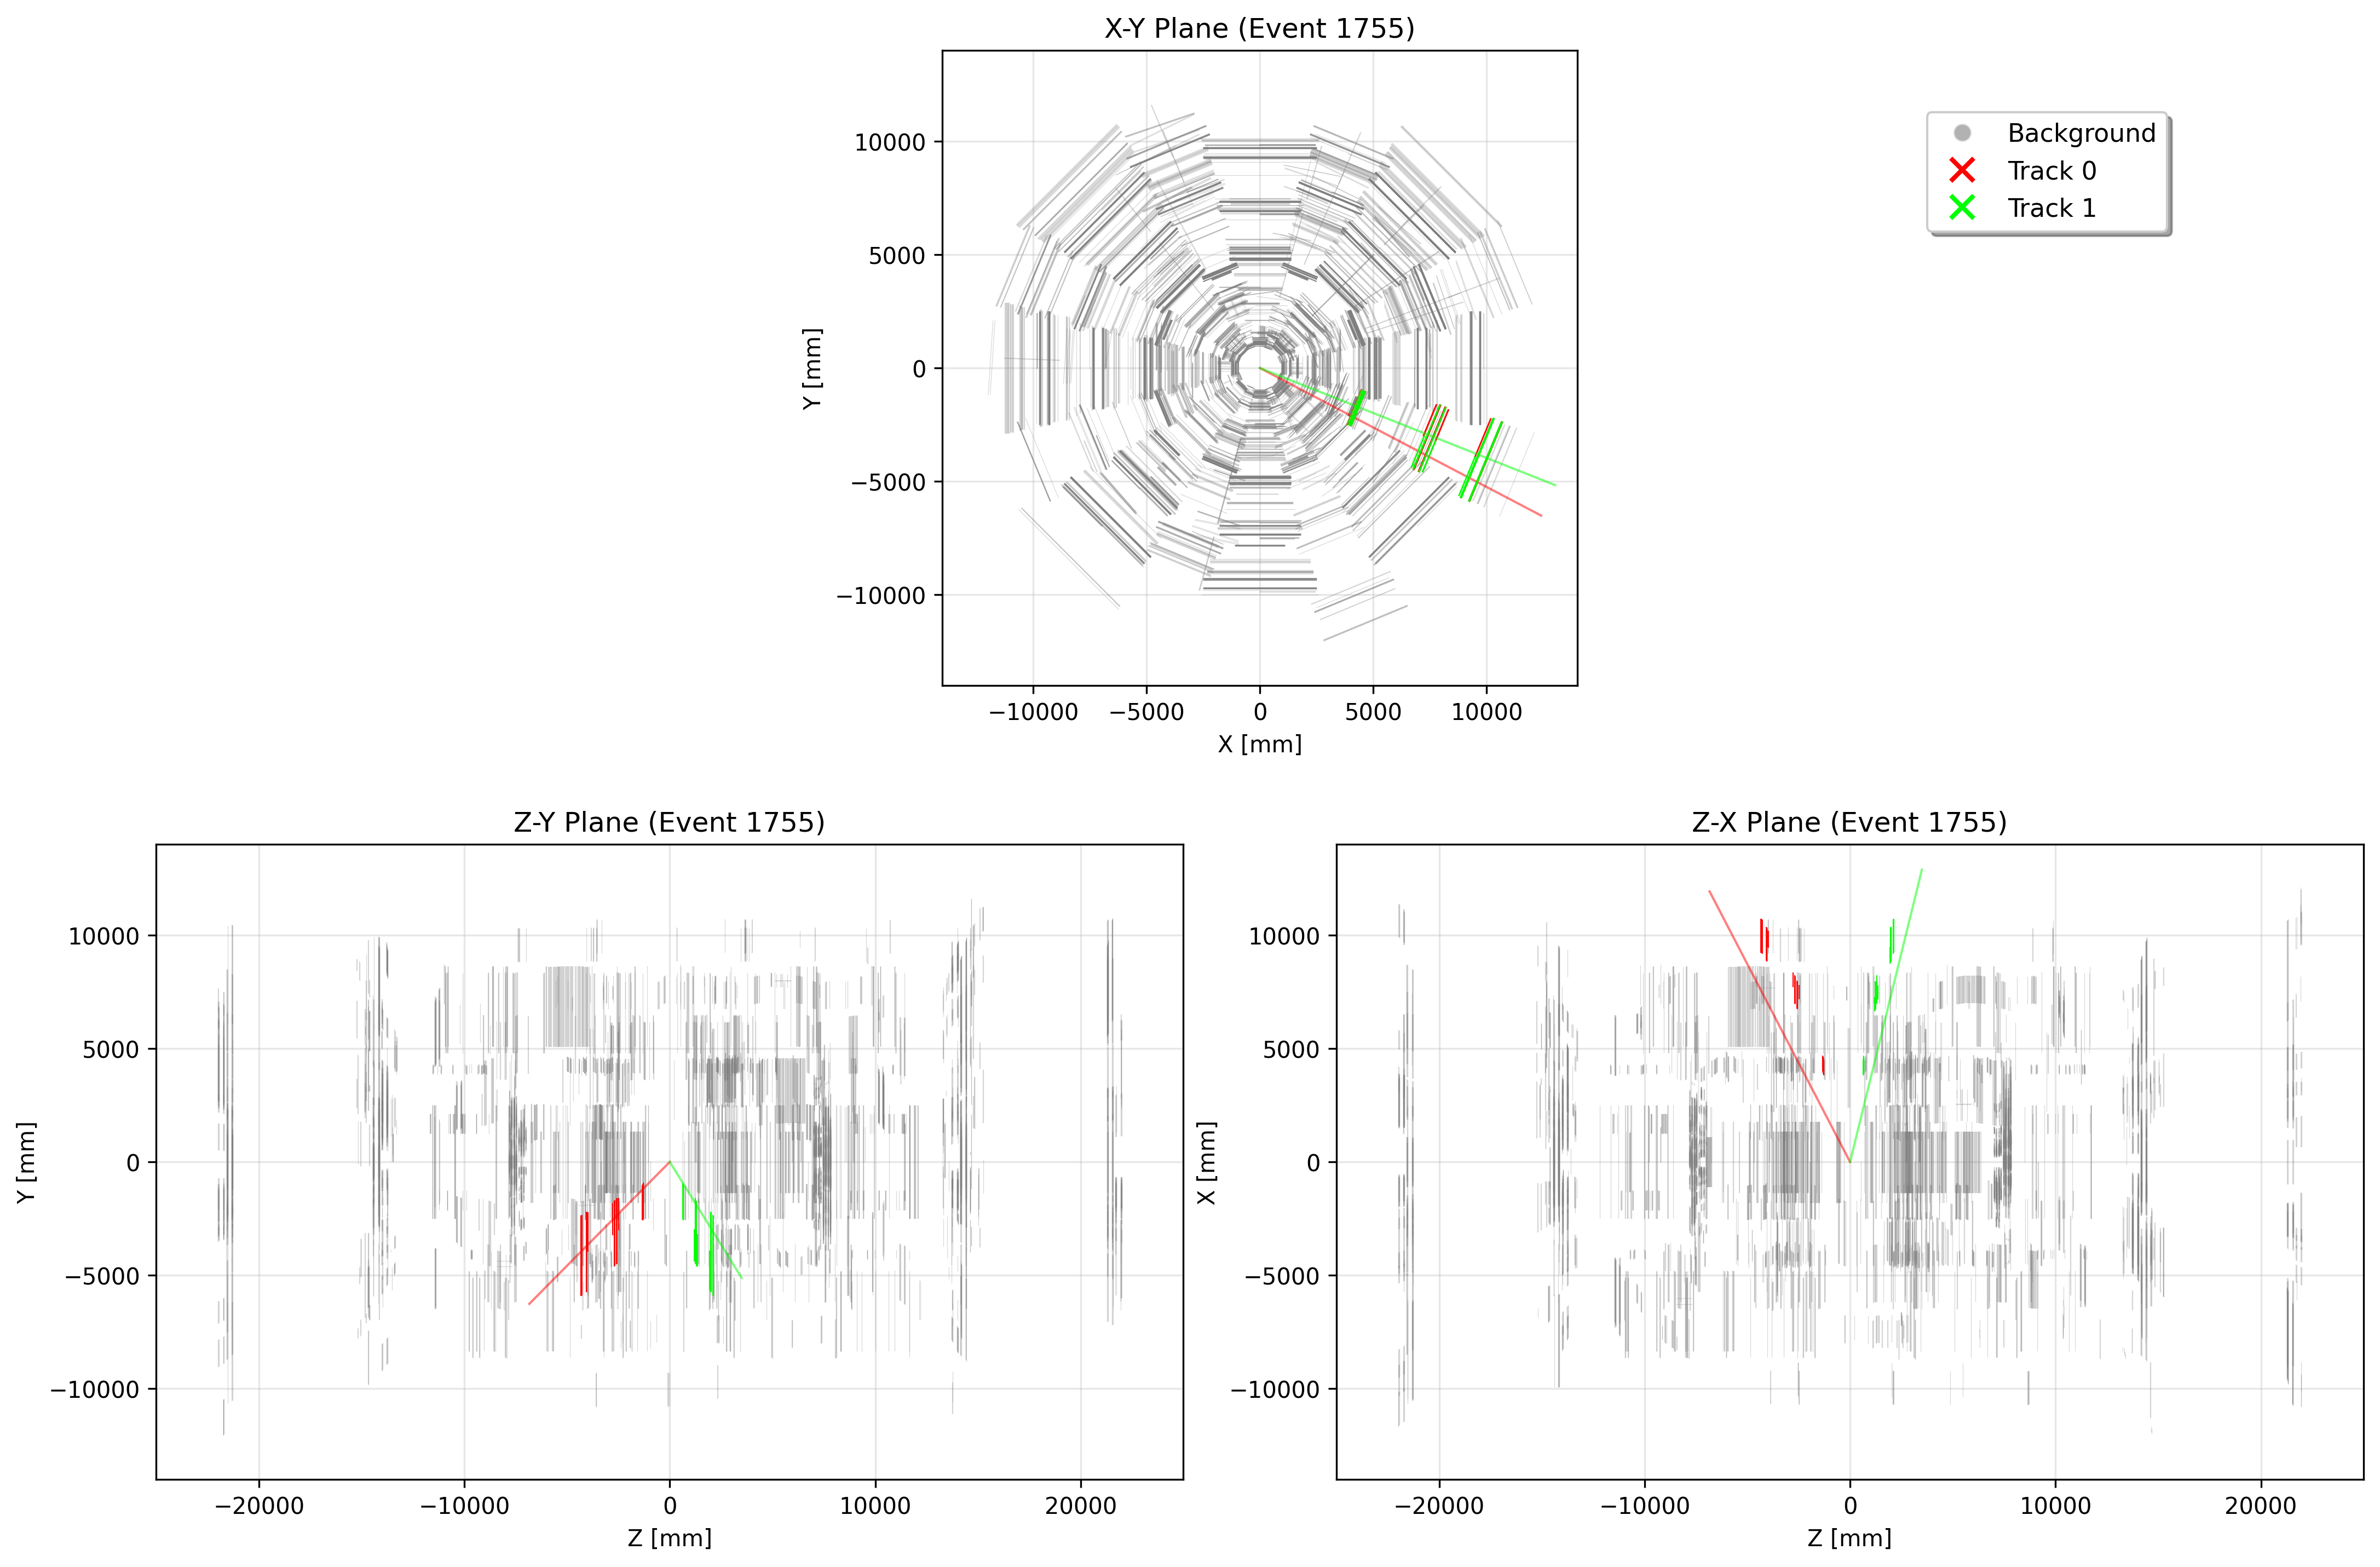 X-Y Plane (Event 1755)
10000
5000
0
−5000
−10000
Y [mm]
−10000 −5000 0 5000 10000
X [mm]
Background
Track 0
Track 1
Z-Y Plane (Event 1755)
10000
5000
0
−5000
−10000
Y [mm]
−20000 −10000 0 10000 20000
Z [mm]
Z-X Plane (Event 1755)
10000
5000
0
−5000
−10000
X [mm]
−20000 −10000 0 10000 20000
Z [mm]